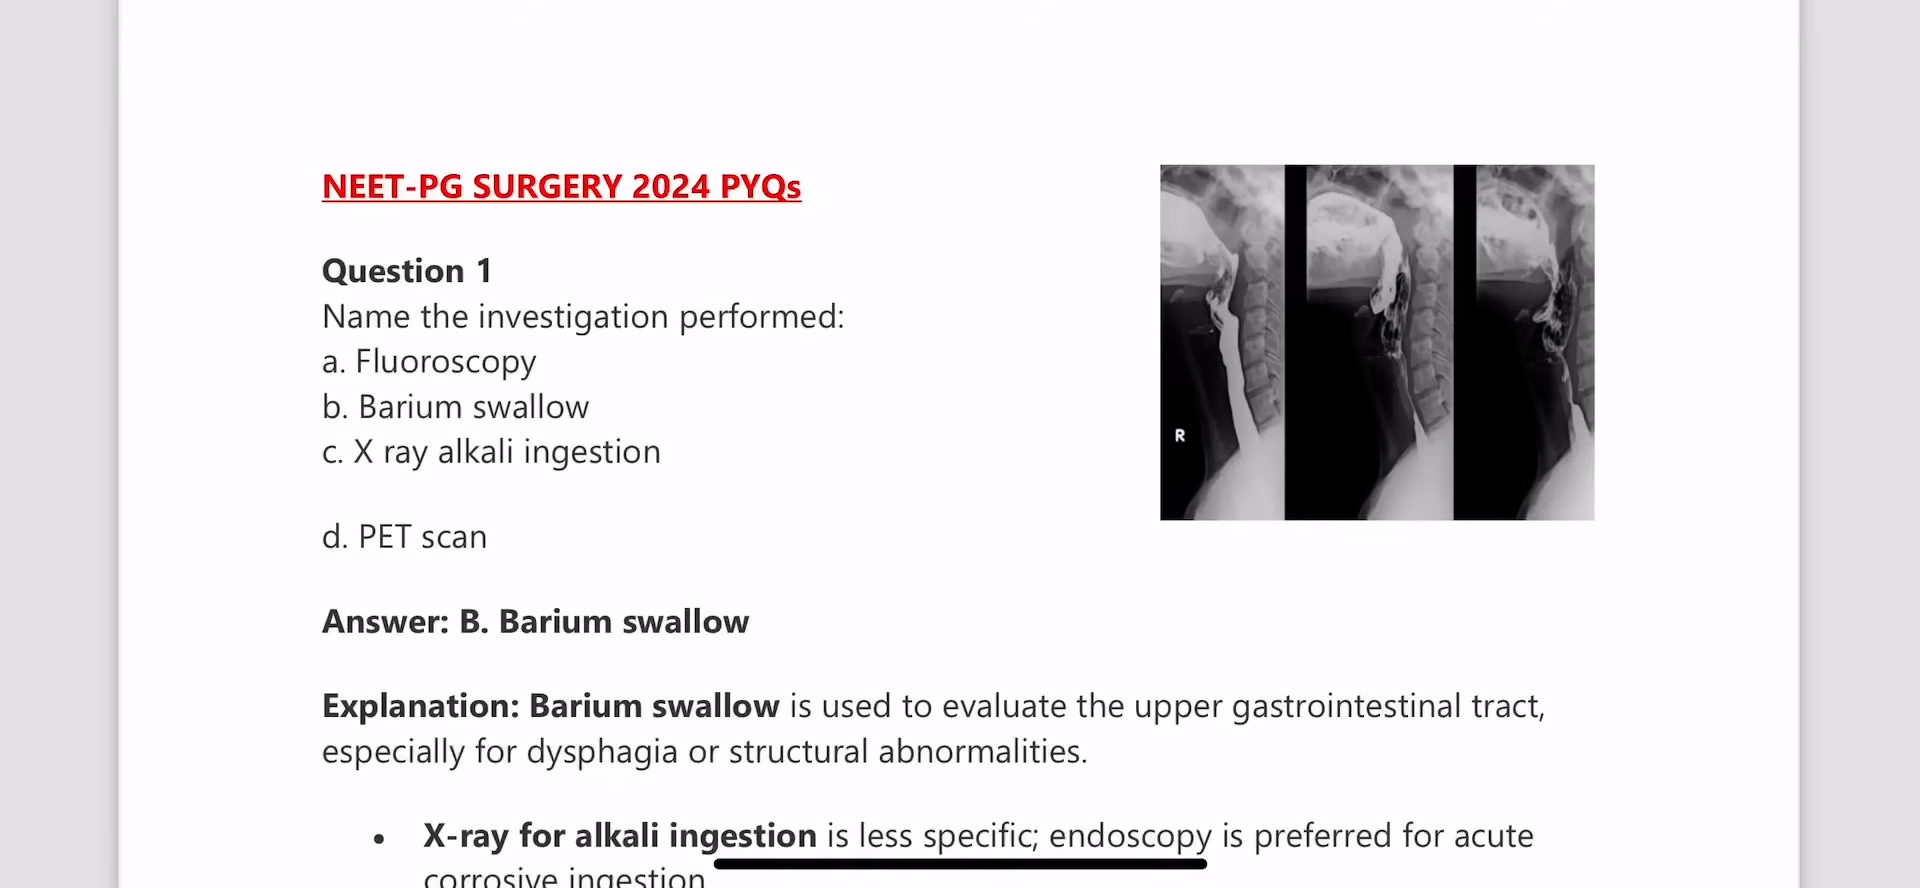 NEET-PG SURGERY 2024 PYQs
Question 1
Name the investigation performed:
a. Fluoroscopy
b. Barium swallow
c. X ray alkali ingestion
d. PET scan
R
Answer: B. Barium swallow
Explanation: Barium swallow is used to evaluate the upper gastrointestinal tract,
especially for dysphagia or structural abnormalities.
• X-ray for alkali ingestion is less specific; endoscopy is preferred for acute
corrosive ingestion